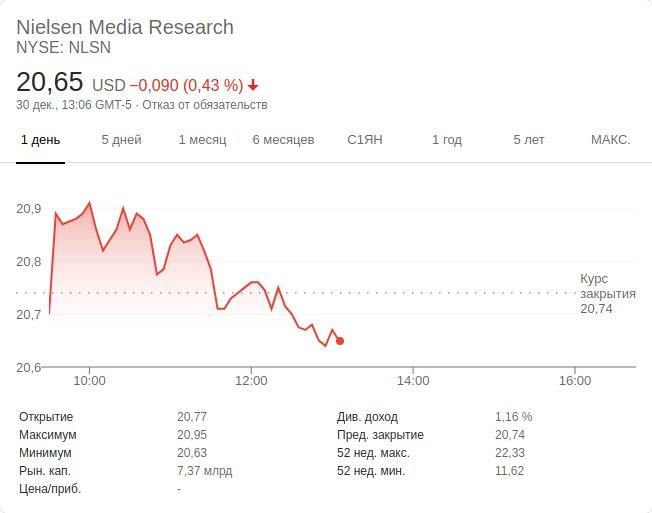 Nielsen Media Research
NYSE: NLSN
20,65 USD −0,090 (0,43 %)
30 дек., 13:06 GMT-5 · Отказ от обязательств
1 день 5 дней 1 месяц 6 месяцев С1ЯН 1 год 5 лет МАКС.
20,9
20,8
Курс
закрытия
20,74
20,7
20,6
10:00 12:00 14:00 16:00
Открытие 20,77 Див. доход 1,16 %
Максимум 20,95 Пред. закрытие 20,74
Минимум 20,63 52 нед. макс. 22,33
Рын. кап. 7,37 млрд 52 нед. мин. 11,62
Цена/приб. -